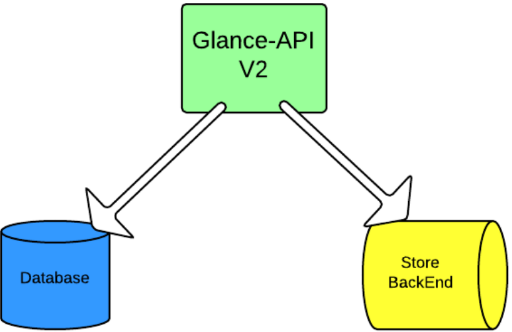 Glance-API
V2
Database
Store
BackEnd